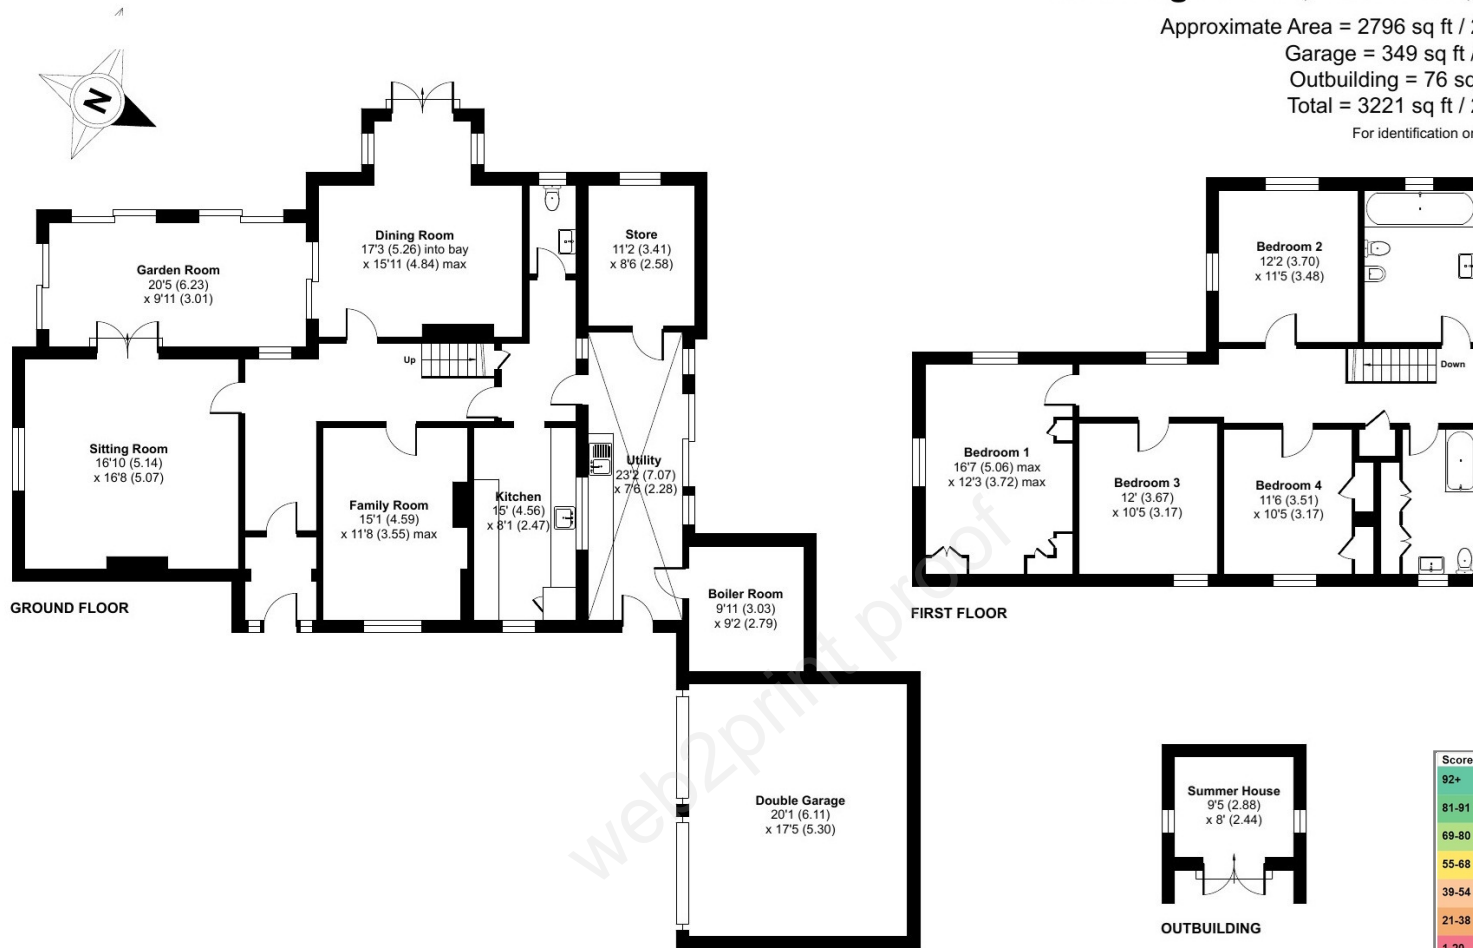 Approximate Area = 2796 sq ft /
Garage = 349 sq ft /
Outbuilding = 76 sq
Total = 3221 sq ft /
For identification
N
Dining Room
17'3 (5.26) into bay
x 15'11 (4.84) max
Store
11'2 (3.41)
x 8'6 (2.58)
Garden Room
20'5 (6.23)
x 9'11 (3.01)
Up
Sitting Room
16'10 (5.14)
x 16'8 (5.07)
Family Room
15'1 (4.59)
x 11'8 (3.55) max
Kitchen
15' (4.56)
x 8'1 (2.47)
Utility
23'2 (7.07)
x 7'6 (2.28)
Boiler Room
9'11 (3.03)
x 9'2 (2.79)
GROUND FLOOR
Double Garage
20'1 (6.11)
x 17'5 (5.30)
Bedroom 2
12'2 (3.70)
x 11'5 (3.48)
Down
Bedroom 1
16'7 (5.06) max
x 12'3 (3.72) max
Bedroom 3
12' (3.67)
x 10'5 (3.17)
Bedroom 4
11'6 (3.51)
x 10'5 (3.17)
FIRST FLOOR
Summer House
9'5 (2.88)
x 8' (2.44)
OUTBUILDING
Score
92+
81-91
69-80
55-68
39-54
21-38
1-20
web2print proof